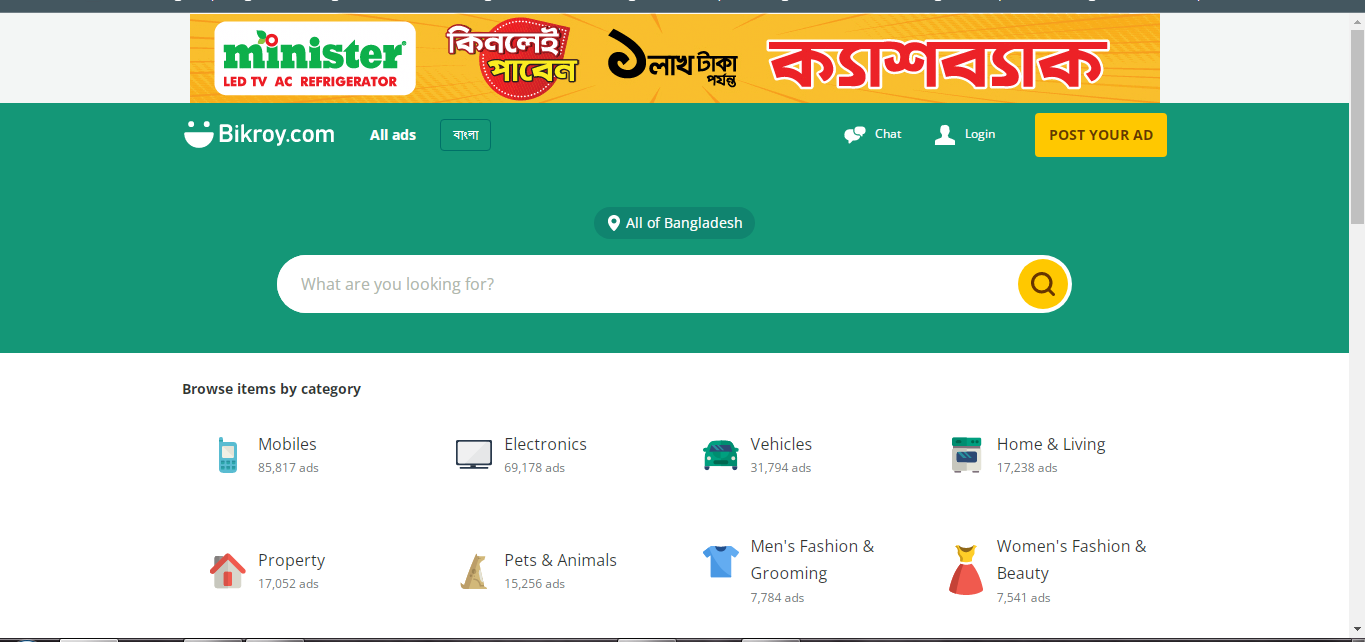 minister
LED TV AC REFRIGERATOR
কিনলেই
পাবেন
১ লাখ টাকা
পর্যন্ত
ক্যাশব্যাক
Bikroy.com
All ads
বাংলা
Chat
Login
POST YOUR AD
All of Bangladesh
What are you looking for?
Browse items by category
Mobiles
85,817 ads
Electronics
69,178 ads
Vehicles
31,794 ads
Home & Living
17,238 ads
Property
17,052 ads
Pets & Animals
15,256 ads
Men's Fashion &
Grooming
7,784 ads
Women's Fashion &
Beauty
7,541 ads